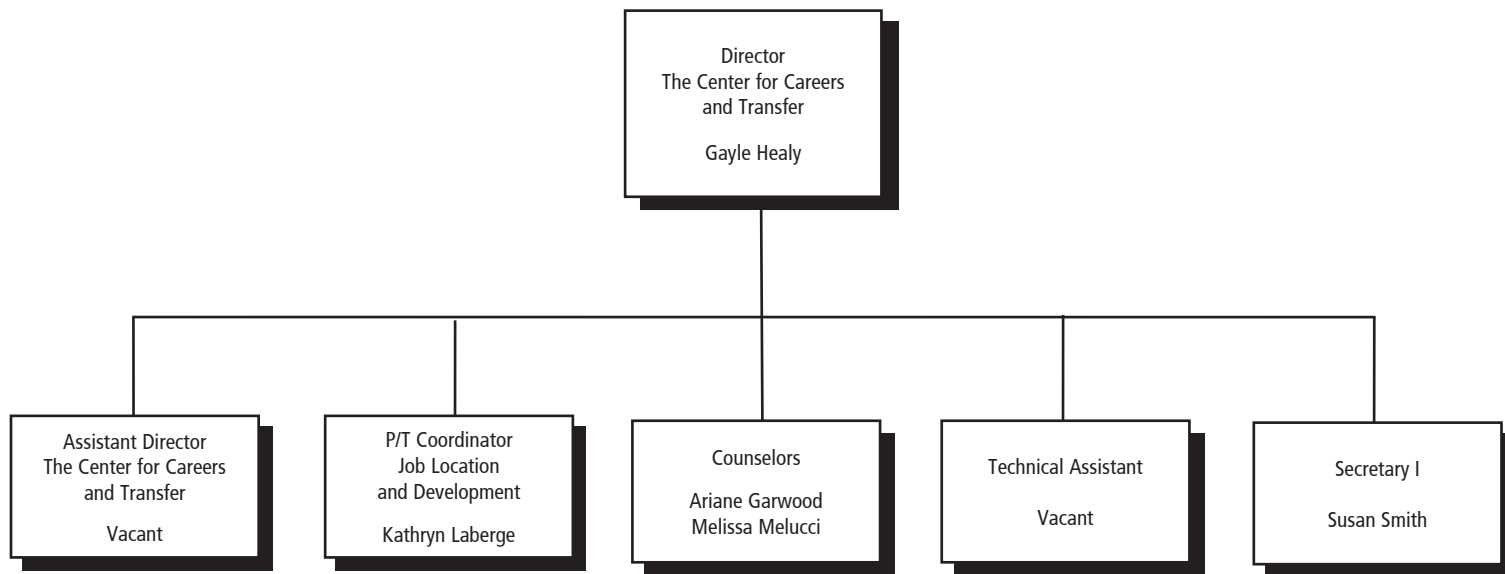 Director
The Center for Careers
and Transfer
Gayle Healy
Assistant Director
The Center for Careers
and Transfer
Vacant
P/T Coordinator
Job Location
and Development
Kathryn Laberge
Counselors
Ariane Garwood
Melissa Melucci
Technical Assistant
Vacant
Secretary I
Susan Smith